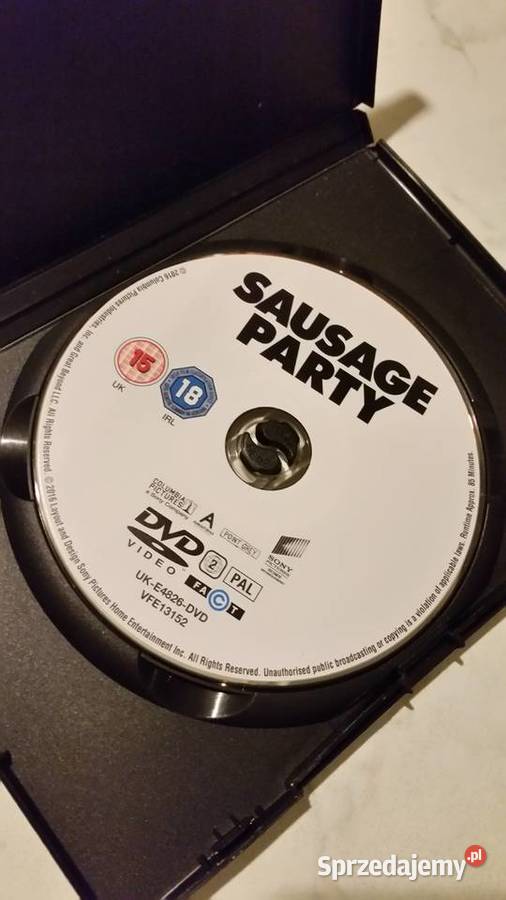 SAUSAGE
PARTY
15
UK
18
IRL
COLUMBIA
PICTURES
a Sony Company
A
POINT GREY
SONY
DVD
VIDEO
2
PAL
FACT
UK-E4826-DVD
VFE13152
© 2016 Columbia Pictures Industries, Inc. and Great Beyond LLC. All Rights Reserved. © 2016 Layout and Design Sony Pictures Home Entertainment Inc. All Rights Reserved. Unauthorised public broadcasting or copying is a violation of applicable laws. Runtime Approx. 85 Minutes.
Sprzedajemy.pl